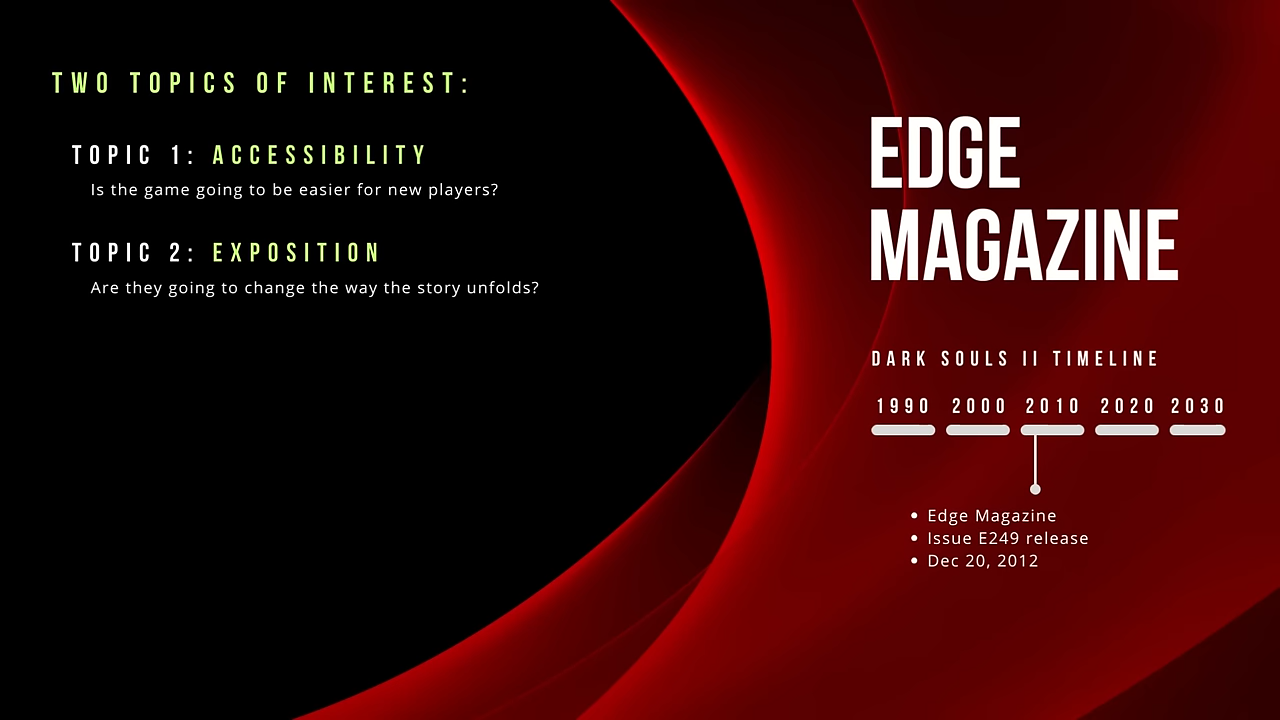 TWO TOPICS OF INTEREST:
TOPIC 1: ACCESSIBILITY
Is the game going to be easier for new players?
TOPIC 2: EXPOSITION
Are they going to change the way the story unfolds?
EDGE
MAGAZINE
DARK SOULS II TIMELINE
1990 2000 2010 2020 2030
• Edge Magazine
• Issue E249 release
• Dec 20, 2012